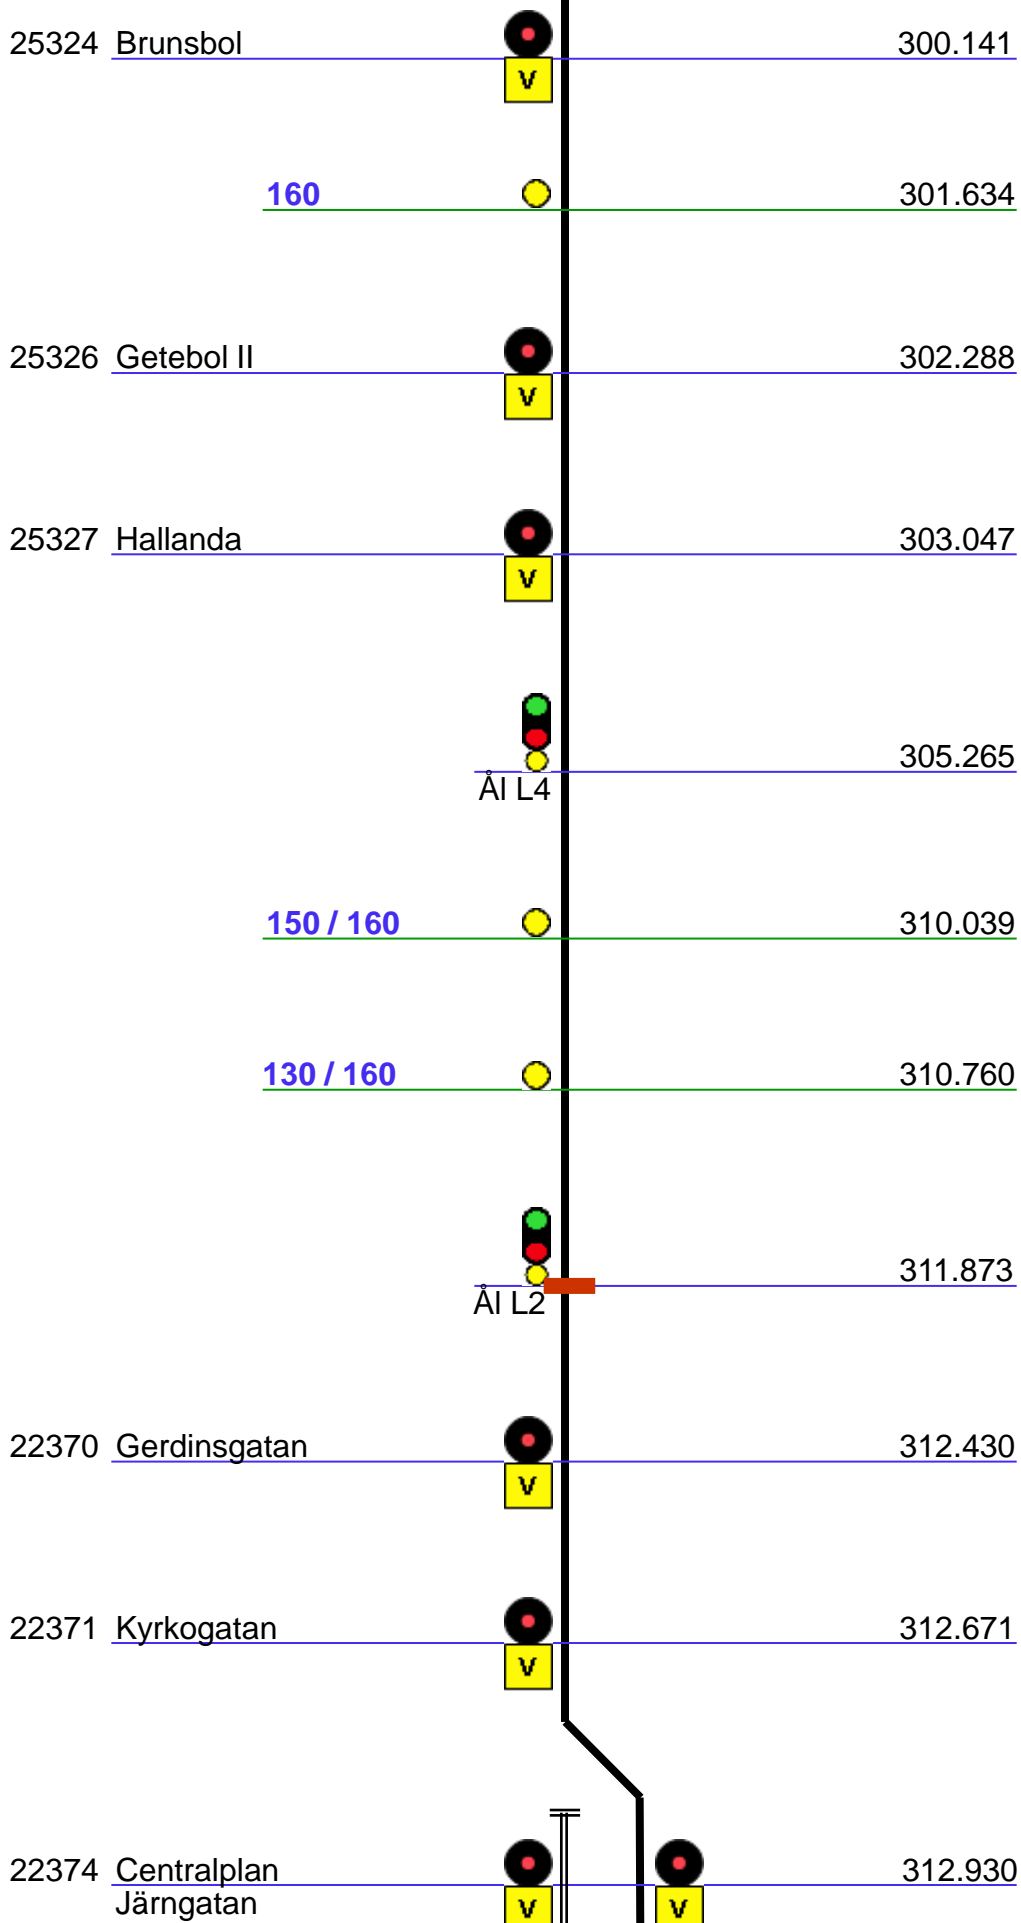 25324 Brunsbol 300.141
V
160 301.634
25326 Getebol II 302.288
V
25327 Hallanda 303.047
V
305.265
Ål L4
150 / 160 310.039
130 / 160 310.760
311.873
Ål L2
22370 Gerdinsgatan 312.430
V
22371 Kyrkogatan 312.671
V
22374 Centralplan 312.930
Järngatan V V